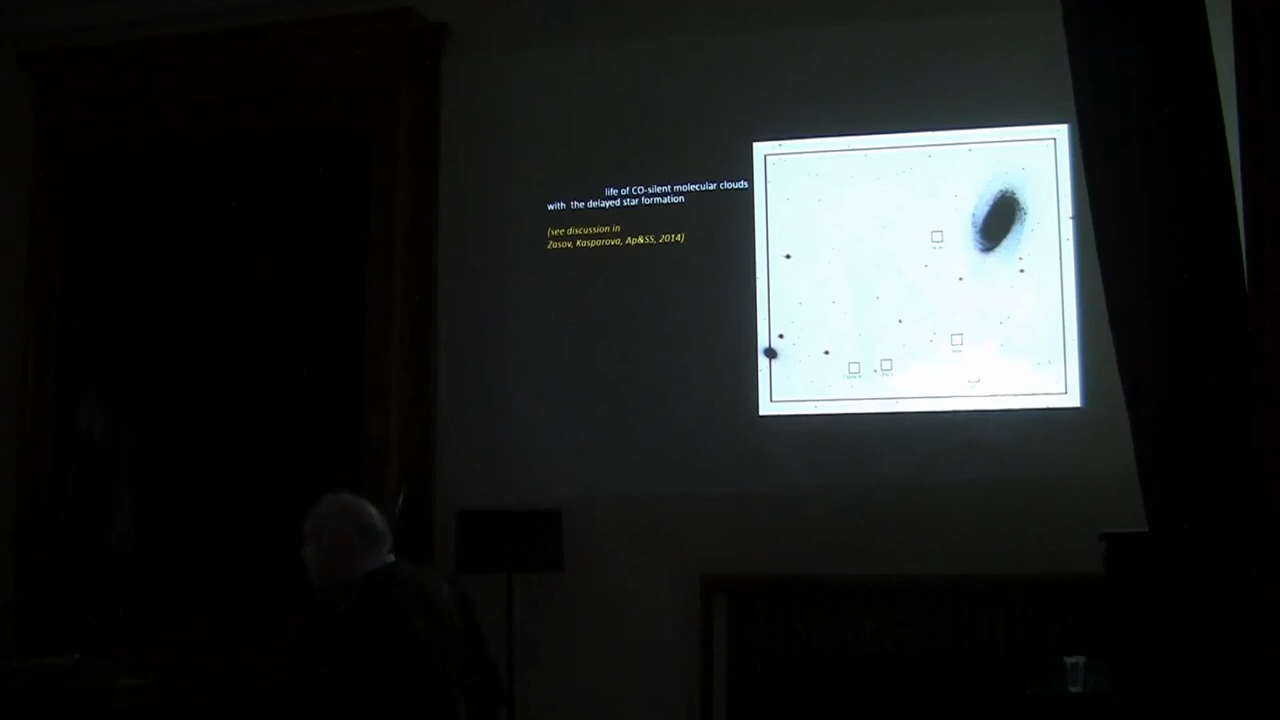 life of CO-silent molecular clouds
with the delayed star formation
(see discussion in
Zasov, Kasparova, Ap&SS, 2014)